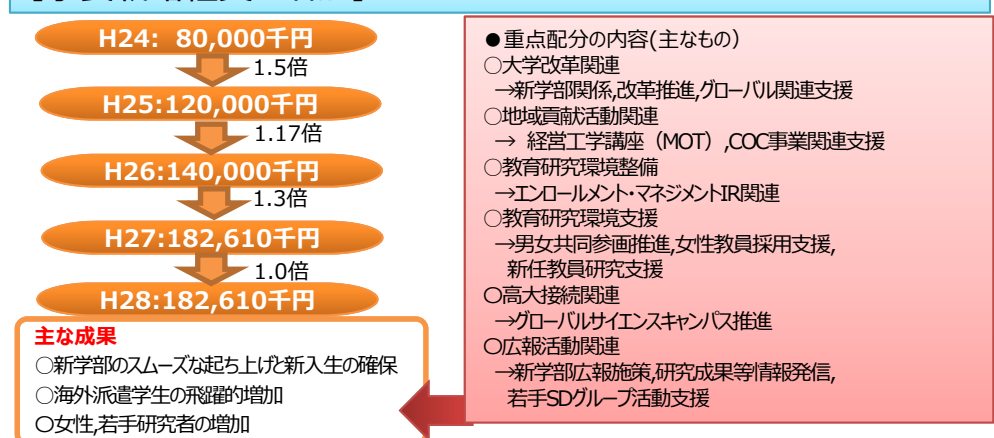 H24: 80,000千円
1.5倍
H25:120,000千円
1.17倍
H26:140,000千円
1.3倍
H27:182,610千円
1.0倍
H28:182,610千円
主な成果
○新学部のスムーズな起ち上げと新入生の確保
○海外派遣学生の飛躍的増加
○女性,若手研究者の増加
●重点配分の内容(主なもの)
○大学改革関連
→新学部関係,改革推進,グローバル関連支援
○地域貢献活動関連
→ 経営工学講座（MOT）,COC事業関連支援
○教育研究環境整備
→エンロールメント・マネジメントIR関連
○教育研究環境支援
→男女共同参画推進,女性教員採用支援,
新任教員研究支援
○高大接続関連
→グローバルサイエンスキャンパス推進
○広報活動関連
→新学部広報施策,研究成果等情報発信,
若手SDグループ活動支援